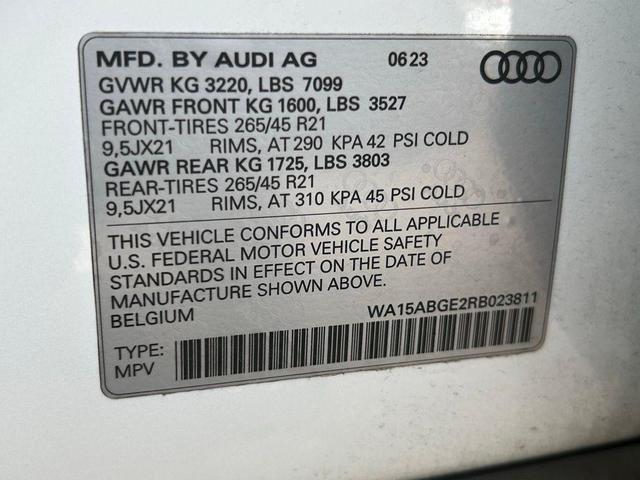 MFD. BY AUDI AG 0623
GVWR KG 3220, LBS 7099
GAWR FRONT KG 1600, LBS 3527
FRONT-TIRES 265/45 R21
9,5JX21 RIMS, AT 290 KPA 42 PSI COLD
GAWR REAR KG 1725, LBS 3803
REAR-TIRES 265/45 R21
9,5JX21 RIMS, AT 310 KPA 45 PSI COLD
THIS VEHICLE CONFORMS TO ALL APPLICABLE
U.S. FEDERAL MOTOR VEHICLE SAFETY
STANDARDS IN EFFECT ON THE DATE OF
MANUFACTURE SHOWN ABOVE.
BELGIUM WA15ABGE2RB023811
TYPE:
MPV